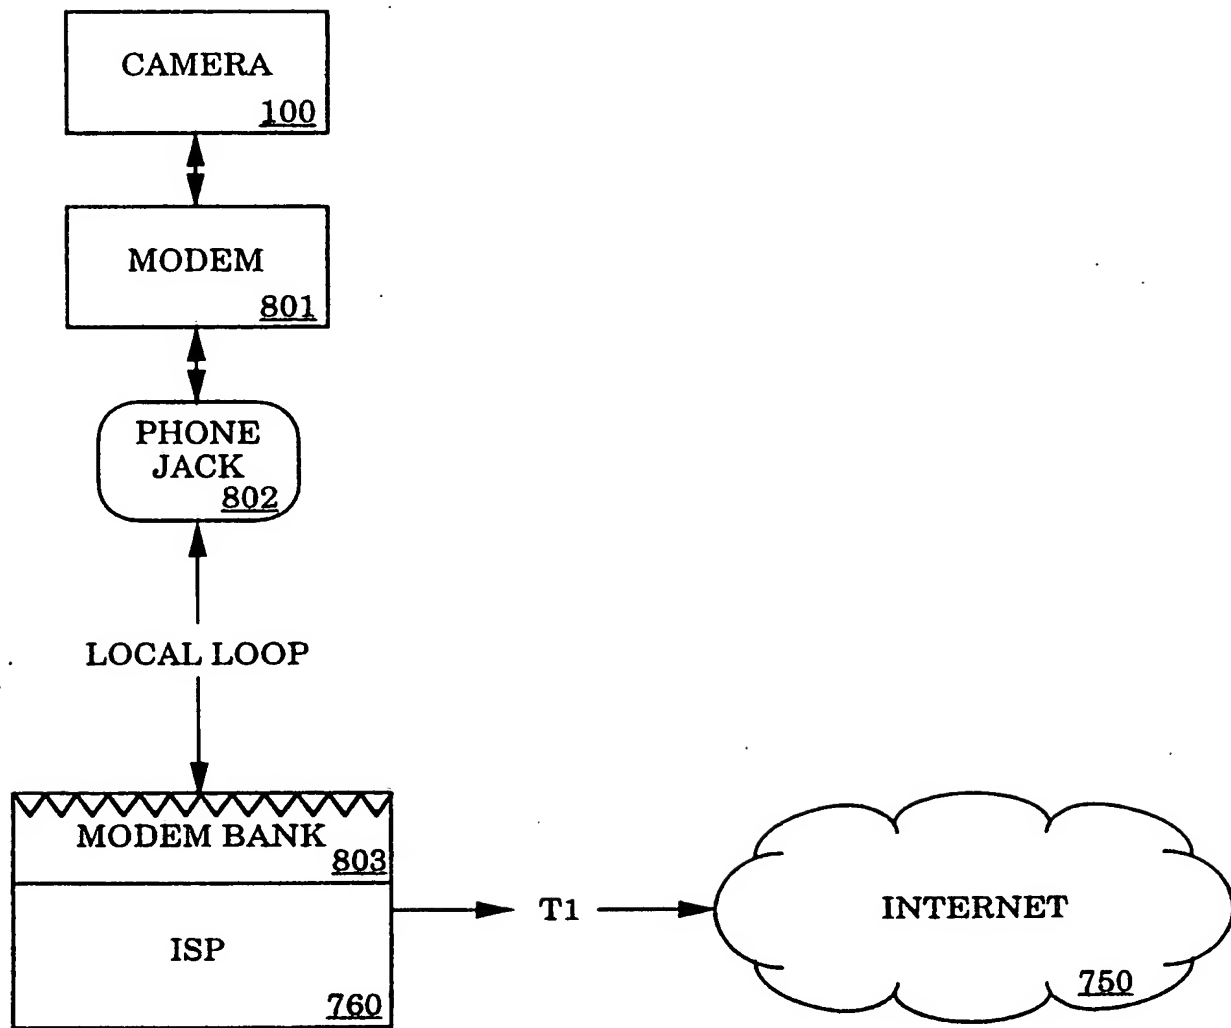 CAMERA
100
MODEM
801
PHONE
JACK
802
LOCAL LOOP
MODEM BANK
803
ISP
760
T1
INTERNET
750